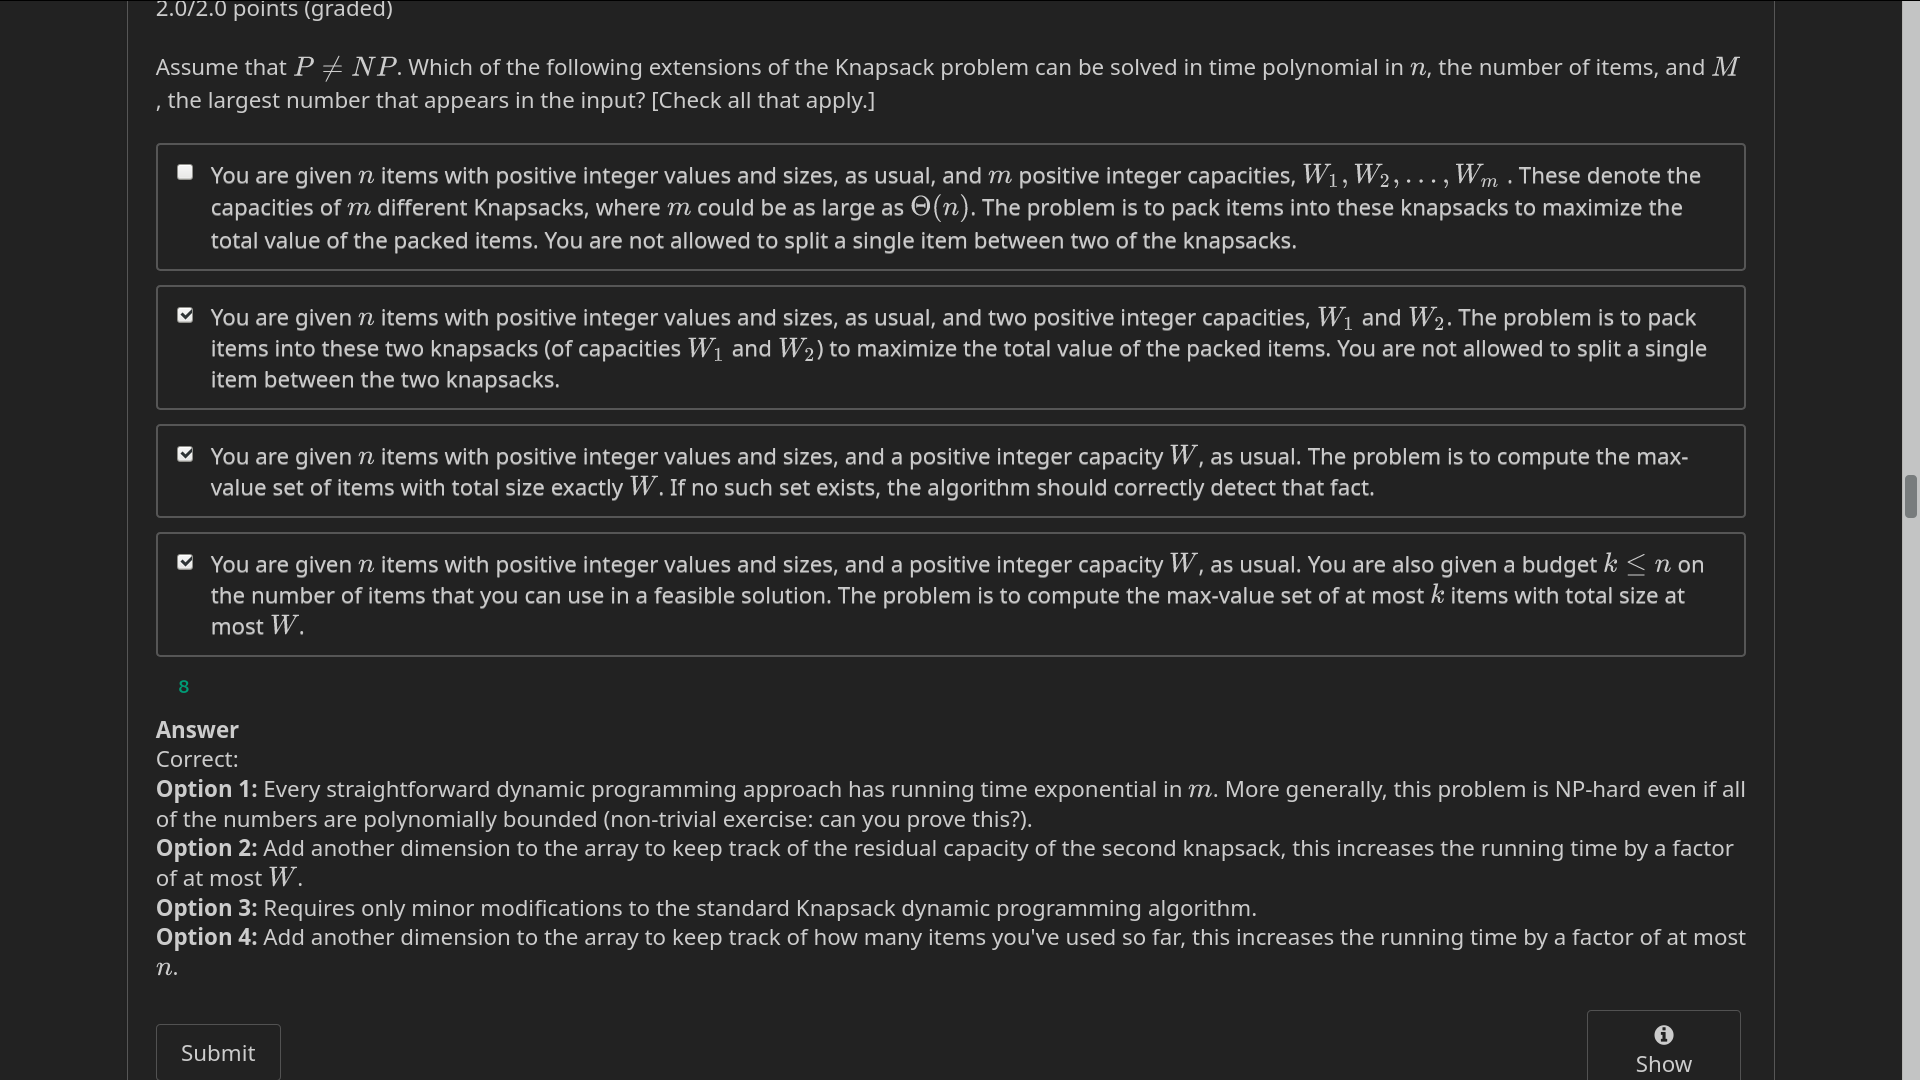 2.0/2.0 points (graded)
Assume that P ≠ NP. Which of the following extensions of the Knapsack problem can be solved in time polynomial in n, the number of items, and M
, the largest number that appears in the input? [Check all that apply.]
You are given n items with positive integer values and sizes, as usual, and m positive integer capacities, W₁, W₂, . . . , Wₘ . These denote the
capacities of m different Knapsacks, where m could be as large as Θ(n). The problem is to pack items into these knapsacks to maximize the
total value of the packed items. You are not allowed to split a single item between two of the knapsacks.
You are given n items with positive integer values and sizes, as usual, and two positive integer capacities, W₁ and W₂. The problem is to pack
items into these two knapsacks (of capacities W₁ and W₂) to maximize the total value of the packed items. You are not allowed to split a single
item between the two knapsacks.
You are given n items with positive integer values and sizes, and a positive integer capacity W, as usual. The problem is to compute the max-
value set of items with total size exactly W. If no such set exists, the algorithm should correctly detect that fact.
You are given n items with positive integer values and sizes, and a positive integer capacity W, as usual. You are also given a budget k ≤ n on
the number of items that you can use in a feasible solution. The problem is to compute the max-value set of at most k items with total size at
most W.
8
Answer
Correct:
Option 1: Every straightforward dynamic programming approach has running time exponential in m. More generally, this problem is NP-hard even if all
of the numbers are polynomially bounded (non-trivial exercise: can you prove this?).
Option 2: Add another dimension to the array to keep track of the residual capacity of the second knapsack, this increases the running time by a factor
of at most W.
Option 3: Requires only minor modifications to the standard Knapsack dynamic programming algorithm.
Option 4: Add another dimension to the array to keep track of how many items you've used so far, this increases the running time by a factor of at most
n.
Submit
Show